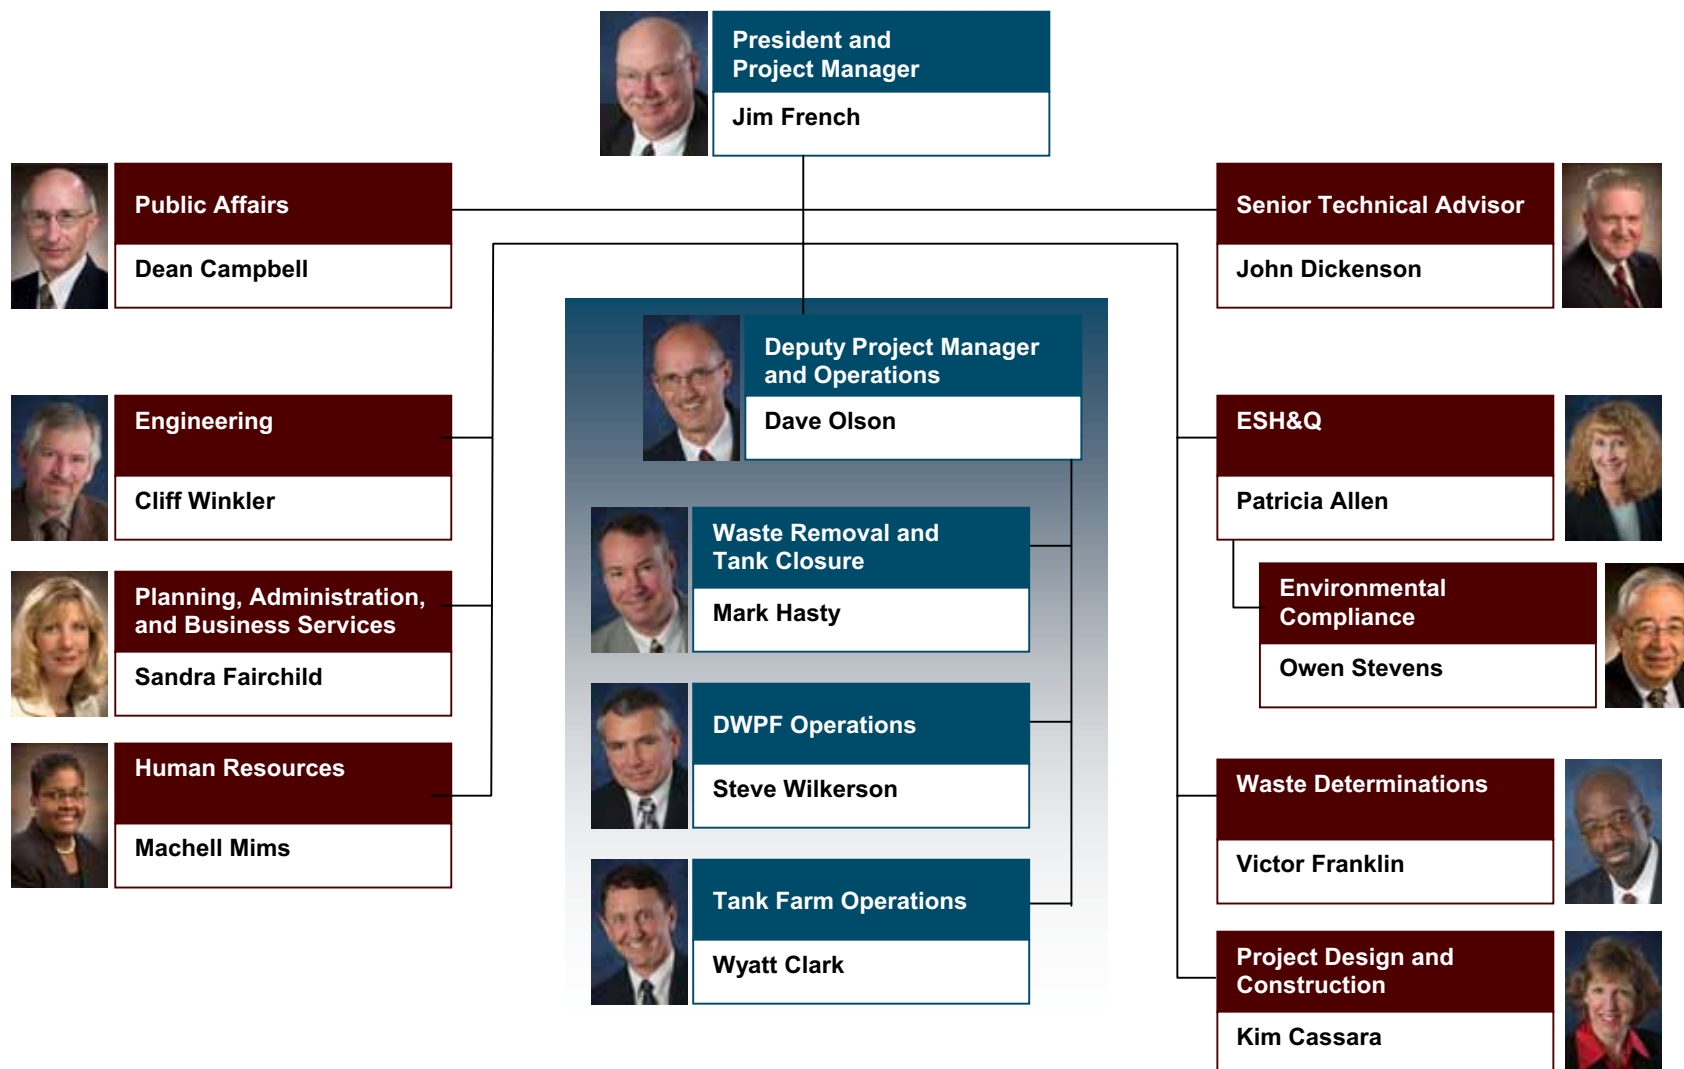 President and
Project Manager
Jim French
Public Affairs
Dean Campbell
Senior Technical Advisor
John Dickenson
Deputy Project Manager
and Operations
Dave Olson
Engineering
Cliff Winkler
Planning, Administration,
and Business Services
Sandra Fairchild
Human Resources
Machell Mims
Waste Removal and
Tank Closure
Mark Hasty
DWPF Operations
Steve Wilkerson
Tank Farm Operations
Wyatt Clark
ESH&Q
Patricia Allen
Environmental
Compliance
Owen Stevens
Waste Determinations
Victor Franklin
Project Design and
Construction
Kim Cassara